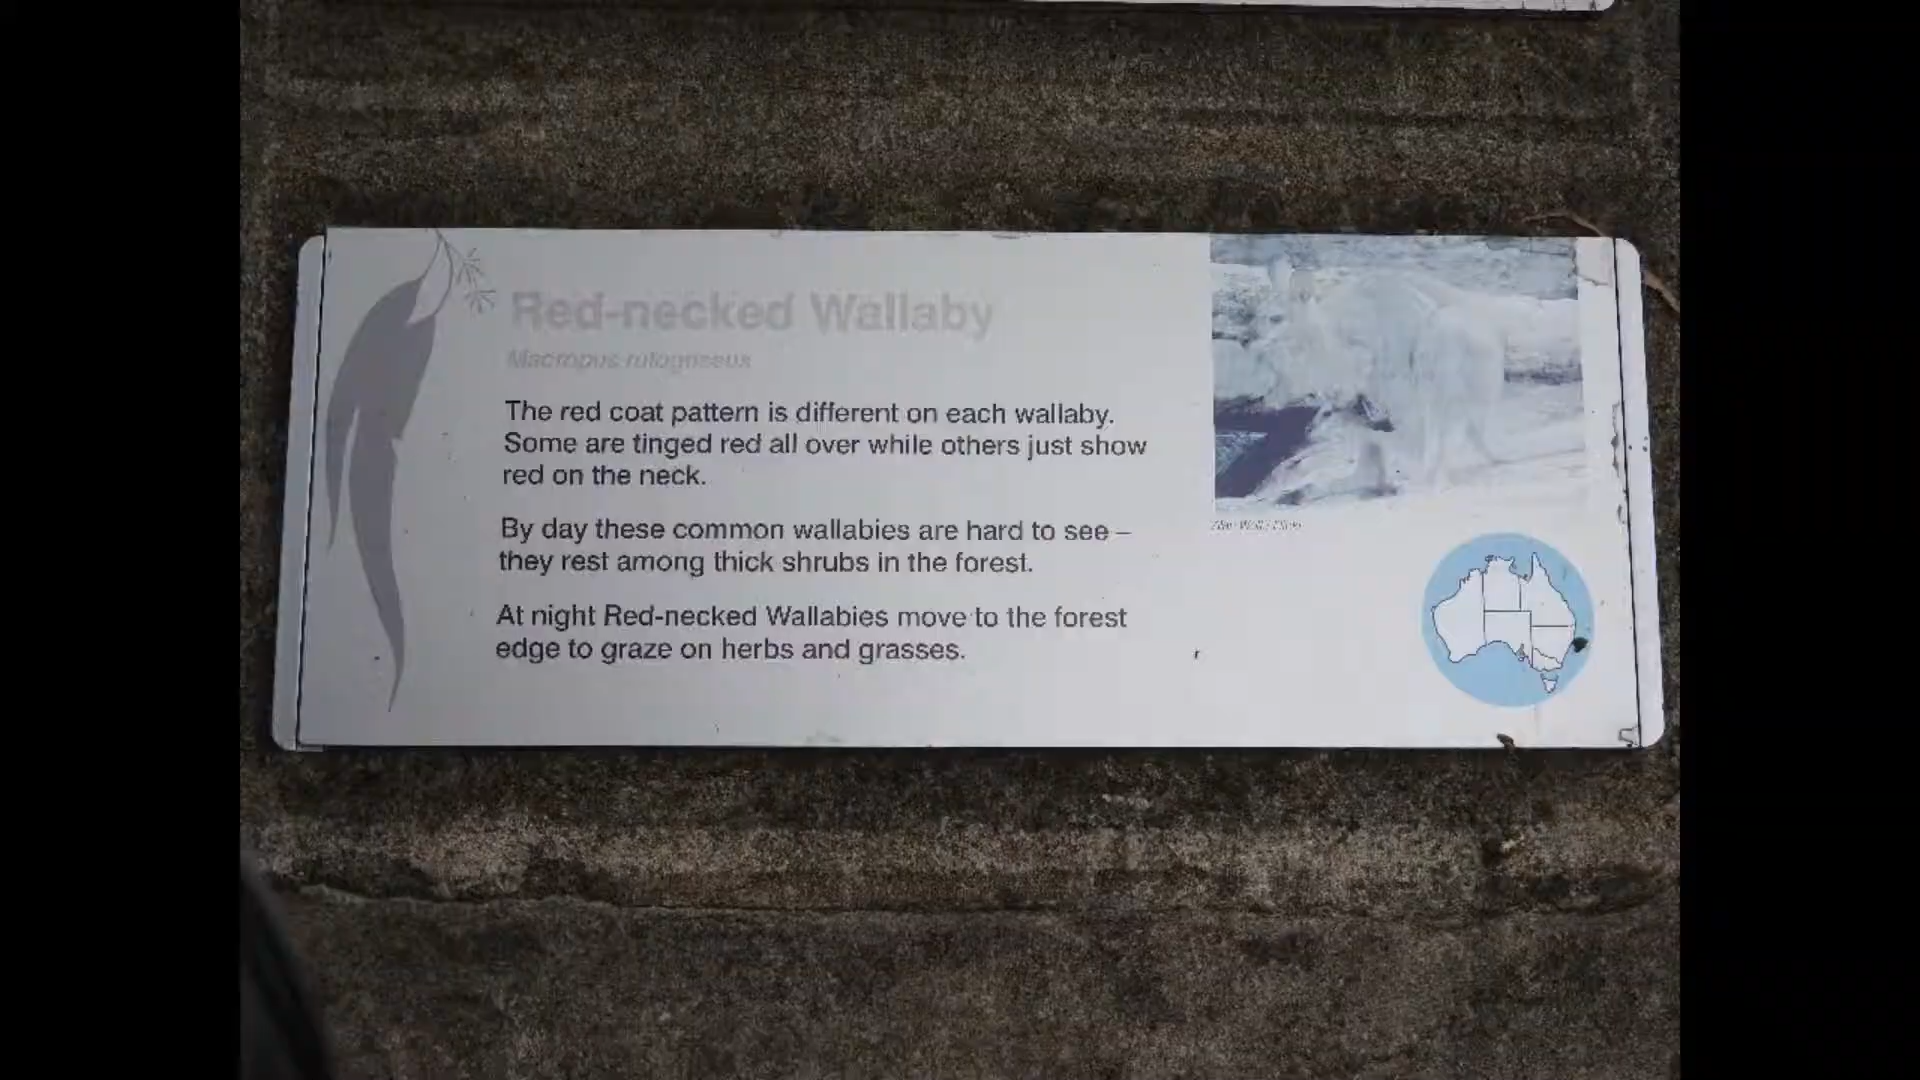 Red-necked Wallaby
Macropus rufogriseus
The red coat pattern is different on each wallaby.
Some are tinged red all over while others just show
red on the neck.
By day these common wallabies are hard to see –
they rest among thick shrubs in the forest.
At night Red-necked Wallabies move to the forest
edge to graze on herbs and grasses.